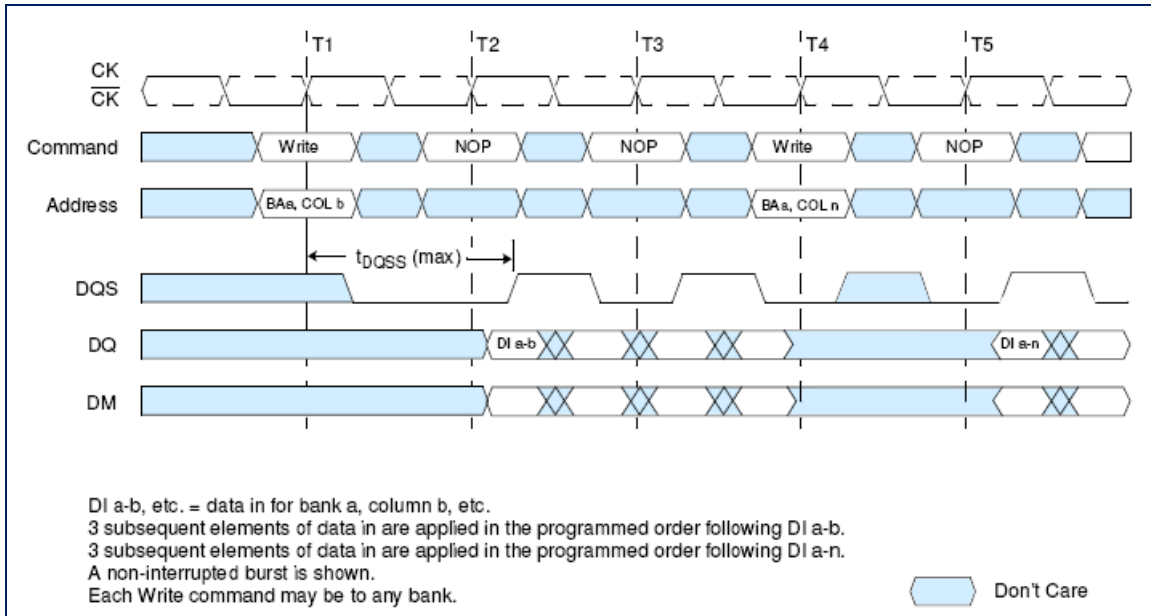 T1 T2 T3 T4 T5
CK
CK
Command Write NOP NOP Write NOP
Address BAa, COL b BAa, COL n
tDQSS (max)
DQS
DQ DI a-b DI a-n
DM
DI a-b, etc. = data in for bank a, column b, etc.
3 subsequent elements of data in are applied in the programmed order following DI a-b.
3 subsequent elements of data in are applied in the programmed order following DI a-n.
A non-interrupted burst is shown.
Each Write command may be to any bank.
Don't Care